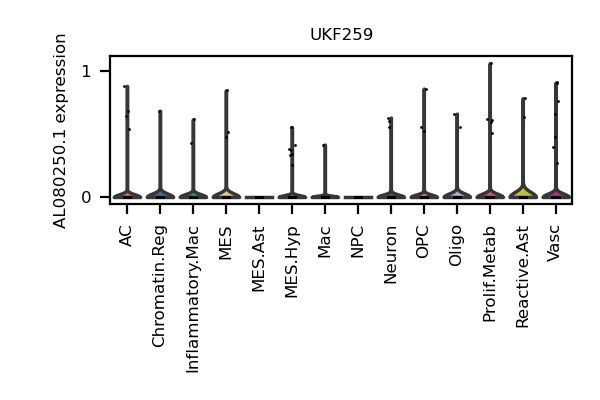 UKF259
AL080250.1 expression
1
0
AC
Chromatin.Reg
Inflammatory.Mac
MES
MES.Ast
MES.Hyp
Mac
NPC
Neuron
OPC
Oligo
Prolif.Metab
Reactive.Ast
Vasc